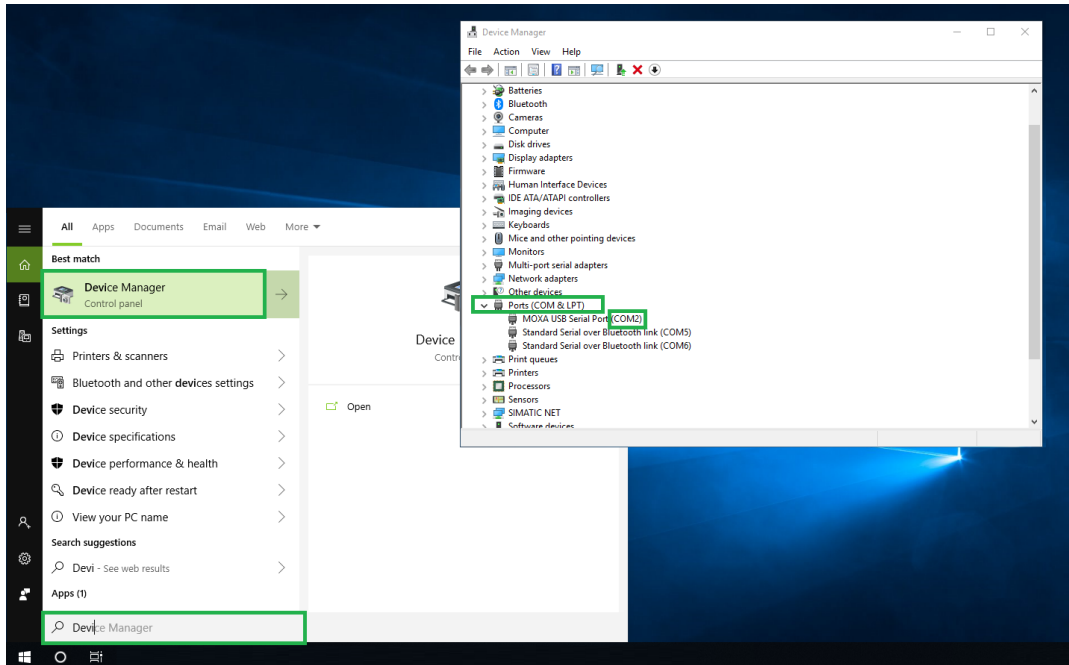 Device Manager
File Action View Help
Batteries
Bluetooth
Cameras
Computer
Disk drives
Display adapters
Firmware
Human Interface Devices
IDE ATA/ATAPI controllers
Imaging devices
Keyboards
Mice and other pointing devices
Monitors
Multi-port serial adapters
Network adapters
Other devices
Ports (COM & LPT)
MOXA USB Serial Port (COM2)
Standard Serial over Bluetooth link (COM5)
Standard Serial over Bluetooth link (COM6)
Print queues
Printers
Processors
Sensors
SIMATIC NET
Software devices
All Apps Documents Email Web More
Best match
Device Manager
Control panel
Settings
Printers & scanners
Bluetooth and other devices settings
Device security
Device specifications
Device performance & health
Device ready after restart
View your PC name
Search suggestions
Devi - See web results
Apps (1)
Device Manager
Device
Contr
Open